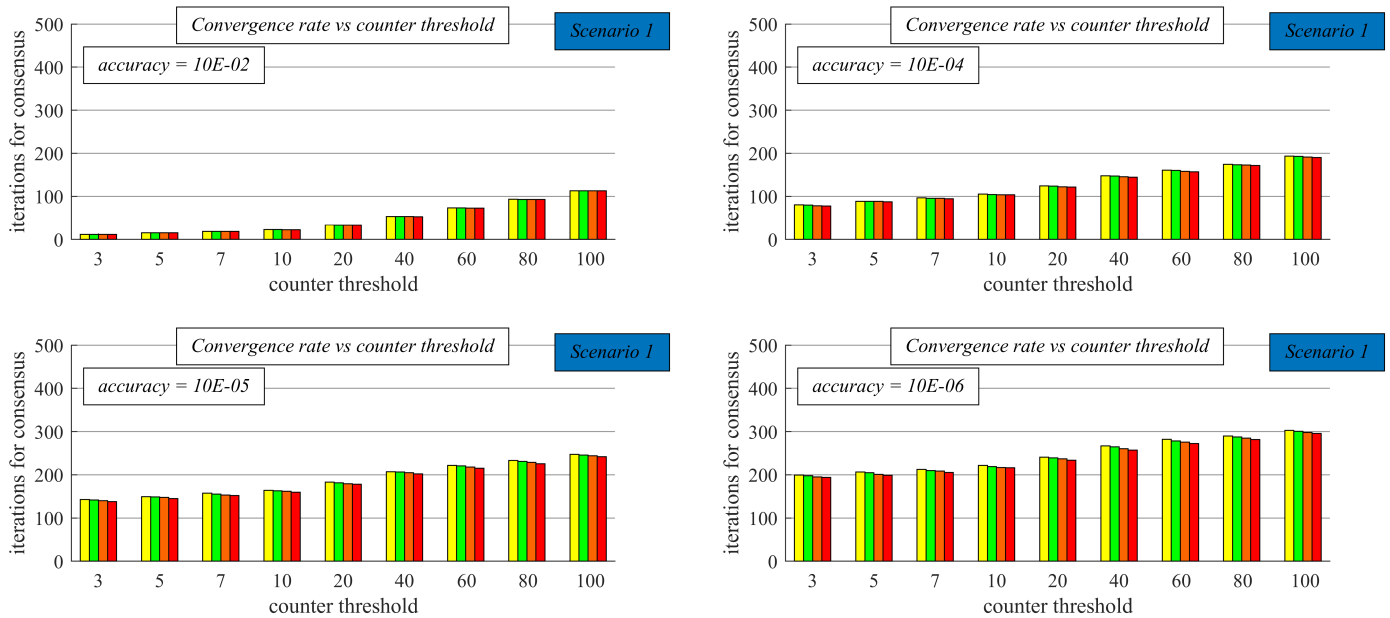 Convergence rate vs counter threshold
Scenario 1
accuracy = 10E-02
iterations for consensus
500
400
300
200
100
0
3 5 7 10 20 40 60 80 100
counter threshold
Convergence rate vs counter threshold
Scenario 1
accuracy = 10E-04
iterations for consensus
500
400
300
200
100
0
3 5 7 10 20 40 60 80 100
counter threshold
Convergence rate vs counter threshold
Scenario 1
accuracy = 10E-05
iterations for consensus
500
400
300
200
100
0
3 5 7 10 20 40 60 80 100
counter threshold
Convergence rate vs counter threshold
Scenario 1
accuracy = 10E-06
iterations for consensus
500
400
300
200
100
0
3 5 7 10 20 40 60 80 100
counter threshold